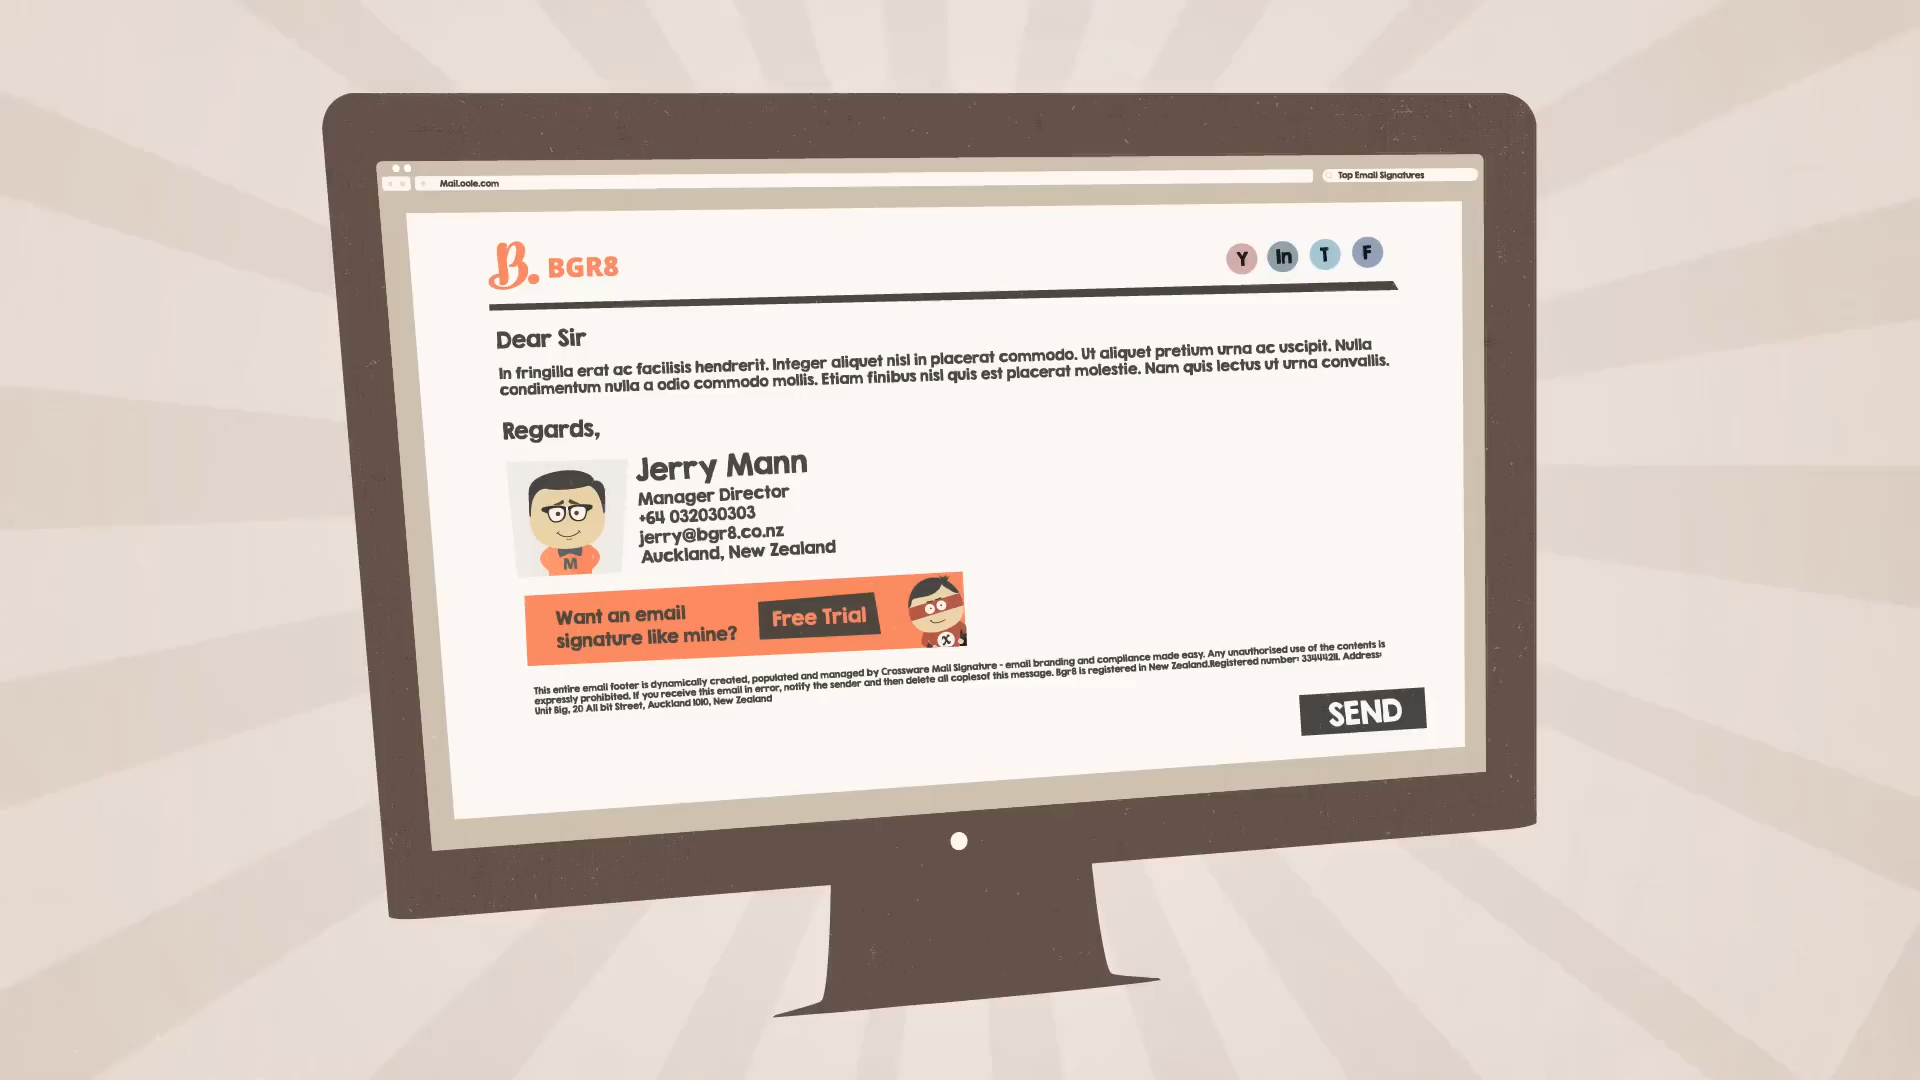 Mail.oole.com
Top Email Signatures
B. BGR8
Y In T F
Dear Sir
In fringilla erat ac facilisis hendrerit. Integer aliquet nisl in placerat commodo. Ut aliquet pretium urna ac uscipit. Nulla
condimentum nulla a odio commodo mollis. Etiam finibus nisl quis est placerat molestie. Nam quis lectus ut urna convallis.
Regards,
Jerry Mann
Manager Director
+64 032030303
jerry@bgr8.co.nz
Auckland, New Zealand
M
Want an email
signature like mine?
Free Trial
X
This entire email footer is dynamically created, populated and managed by Crossware Mail Signature - email branding and compliance made easy. Any unauthorised use of the contents is
expressly prohibited. If you receive this email in error, notify the sender and then delete all copiesof this message. Bgr8 is registered in New Zealand.Registered number: Address:
Unit Big, 20 All bit Street, Auckland 1010, New Zealand
SEND